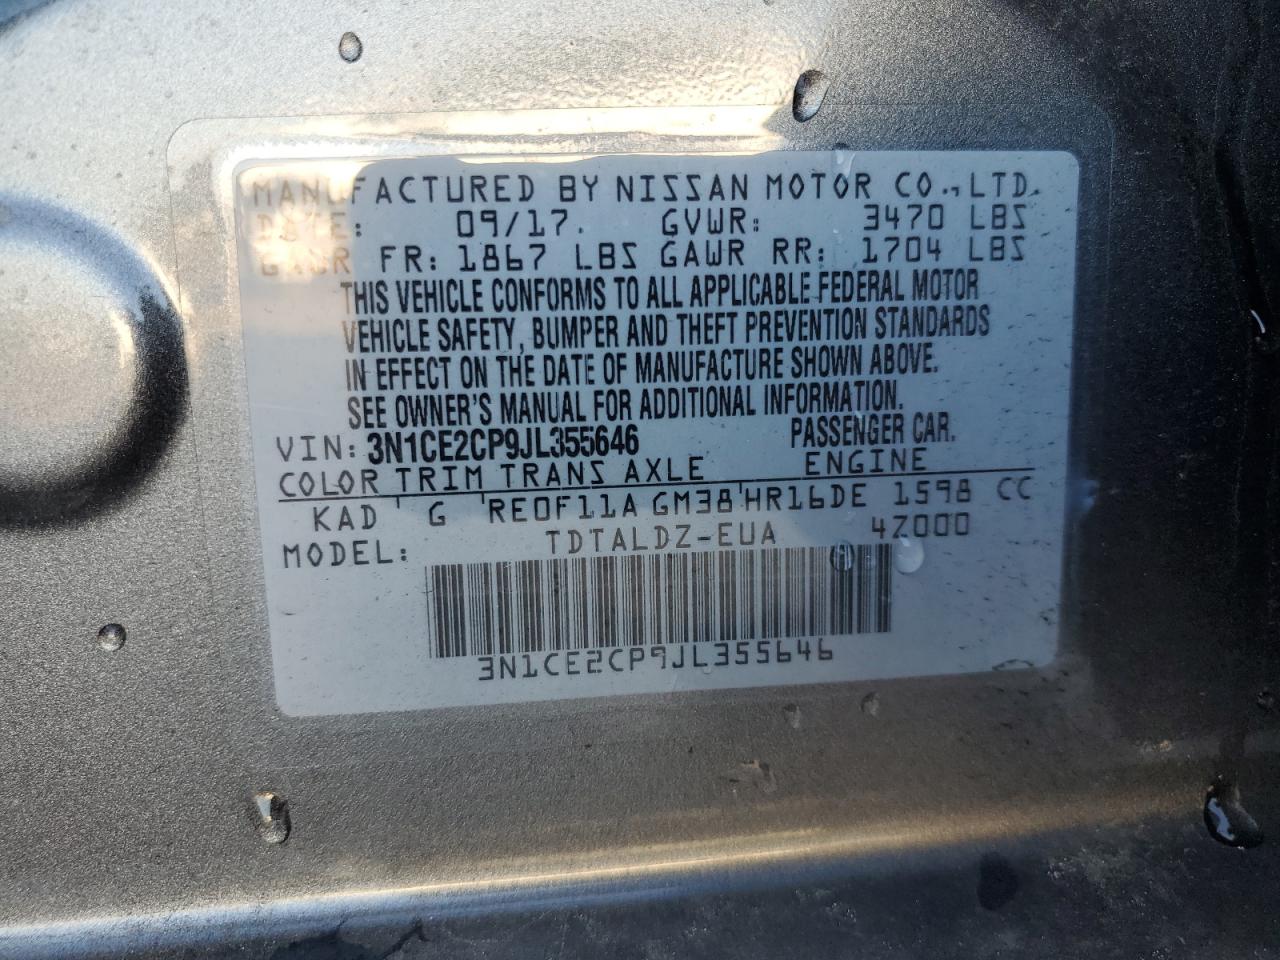 MANUFACTURED BY NISSAN MOTOR CO., LTD.
DATE: 09/17. GVWR: 3470 LBS
GAWR FR: 1867 LBS GAWR RR: 1704 LBS
THIS VEHICLE CONFORMS TO ALL APPLICABLE FEDERAL MOTOR
VEHICLE SAFETY, BUMPER AND THEFT PREVENTION STANDARDS
IN EFFECT ON THE DATE OF MANUFACTURE SHOWN ABOVE.
SEE OWNER'S MANUAL FOR ADDITIONAL INFORMATION.
VIN: 3N1CE2CP9JL355646 PASSENGER CAR.
COLOR TRIM TRANS AXLE ENGINE
KAD G RE0F11A GM38 HR16DE 1598 CC
MODEL: TDTALDZ-EUA 4Z000
3N1CE2CP9JL355646